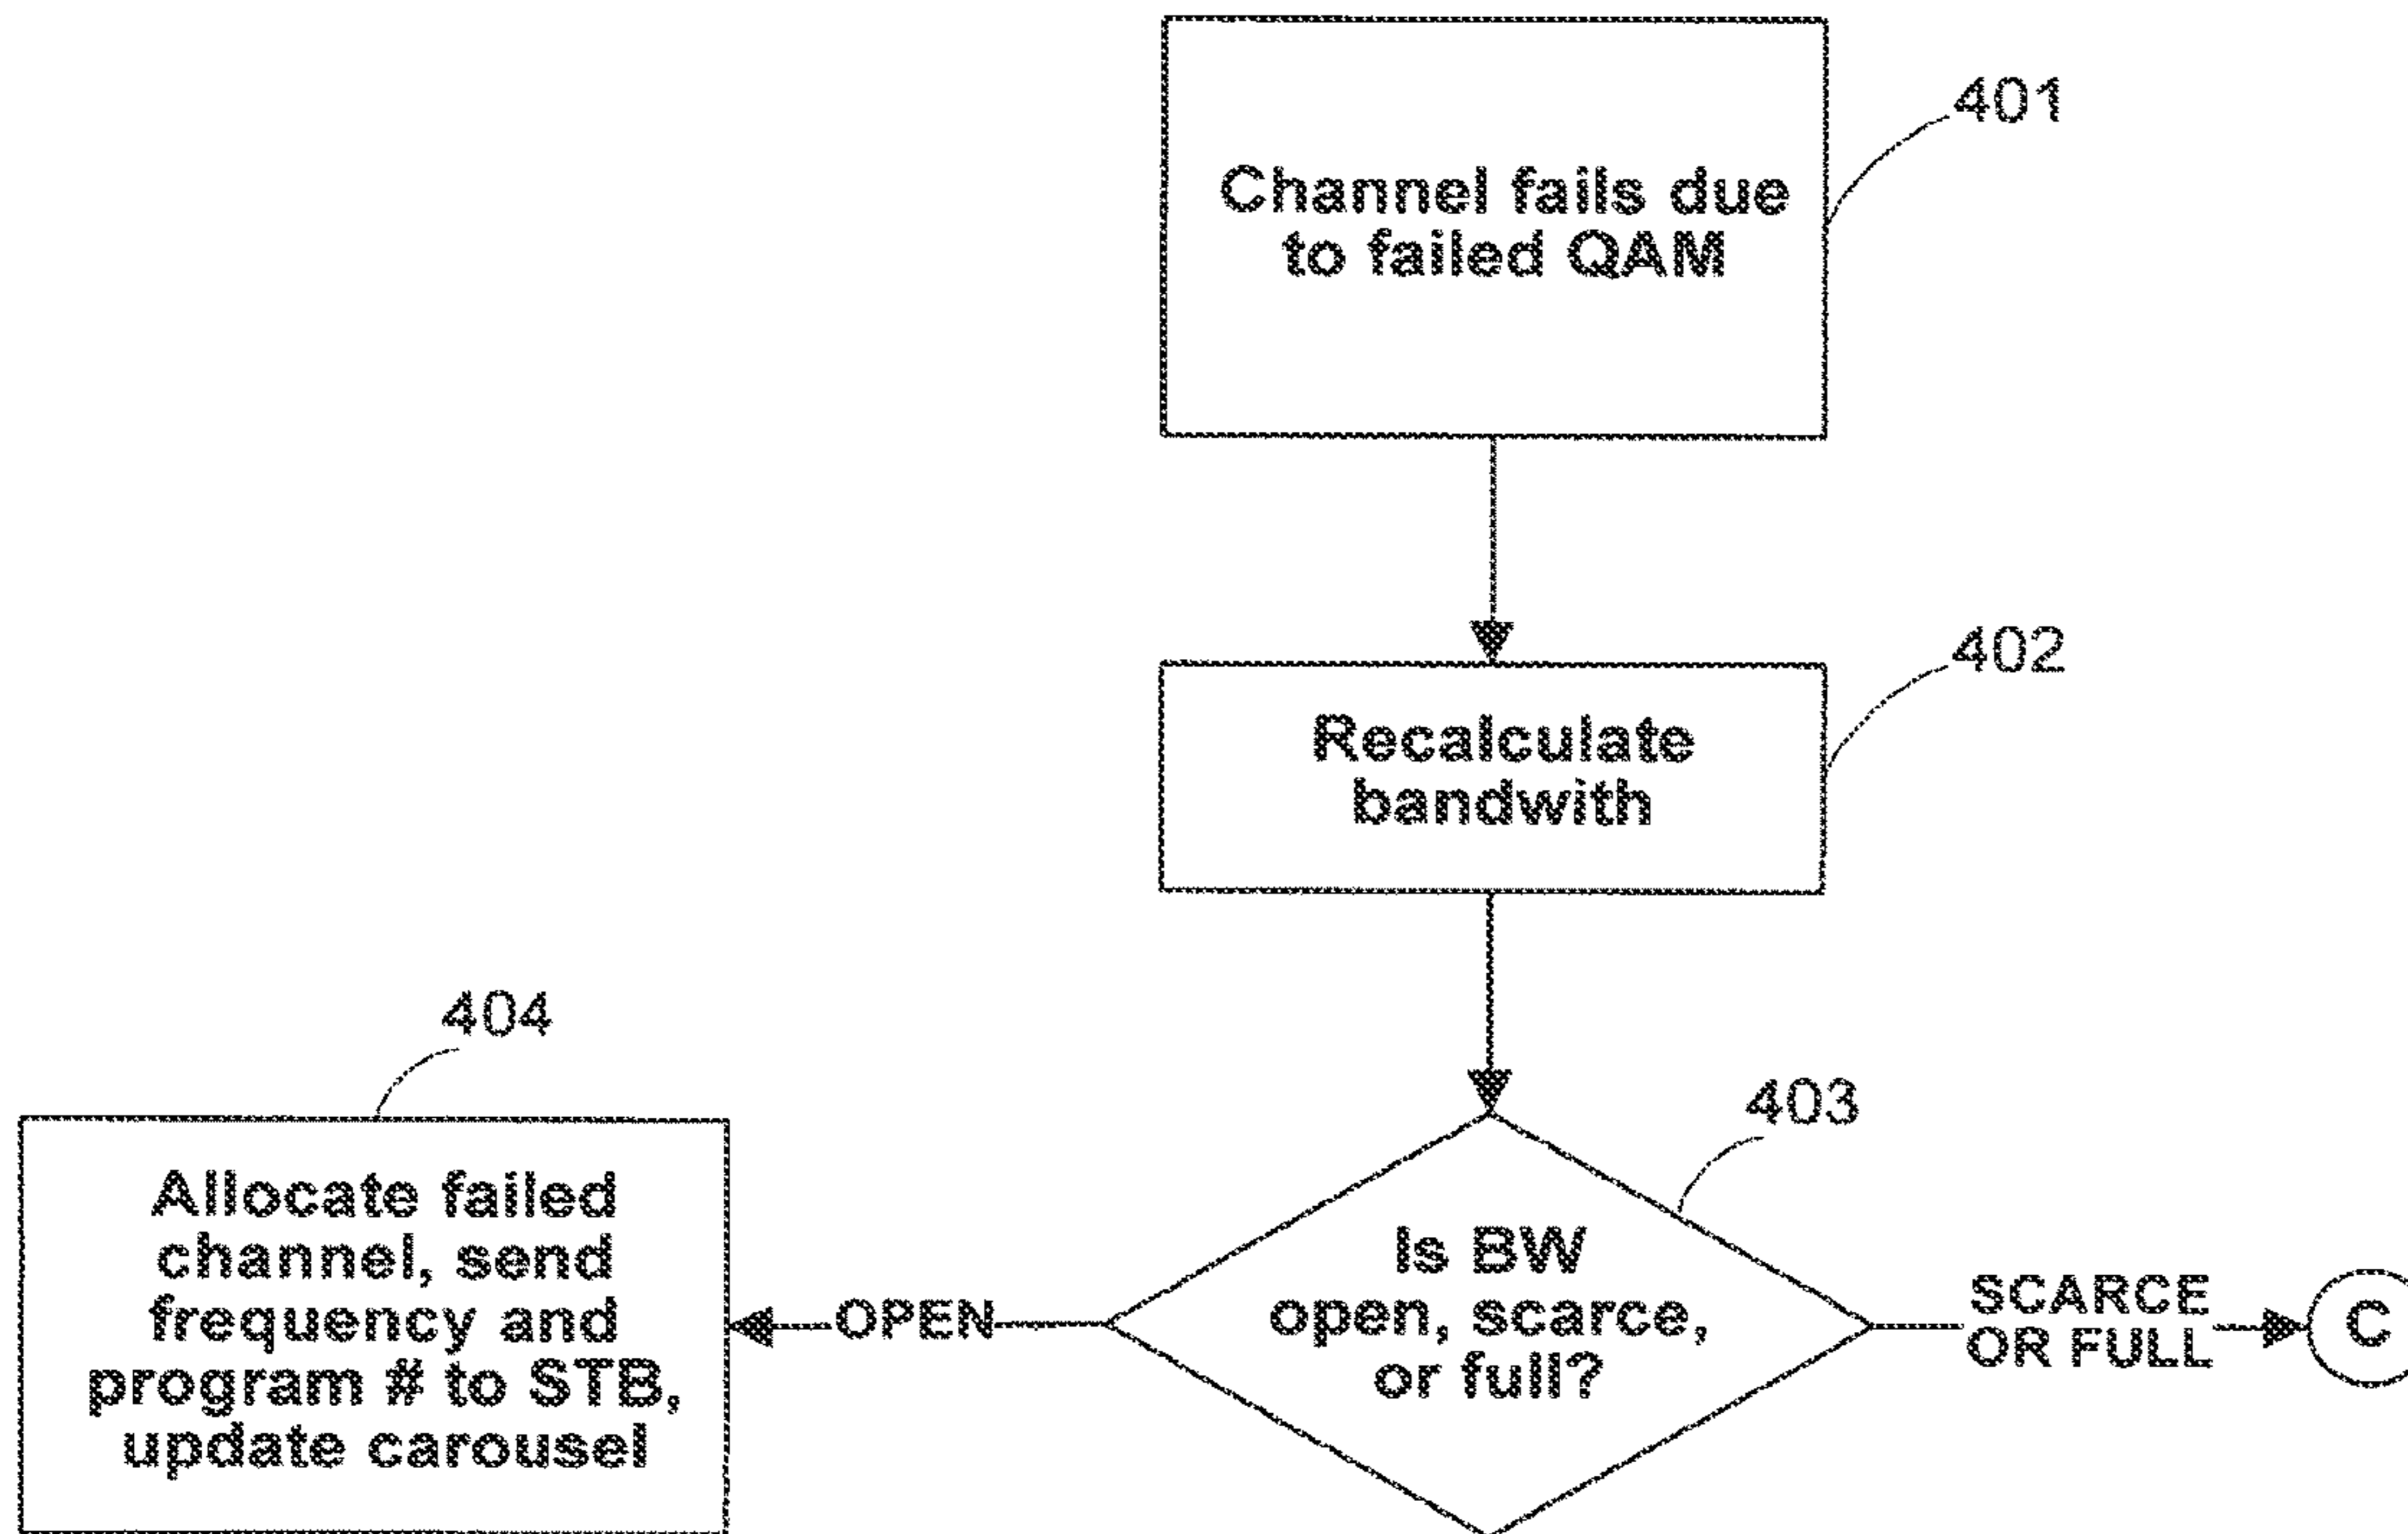 401
Channel fails due
to failed QAM
402
Recalculate
bandwith
404
403
Allocate failed
channel, send
frequency and
program # to STB,
update carousel
OPEN
Is BW
open, scarce,
or full?
SCARCE
OR FULL
C